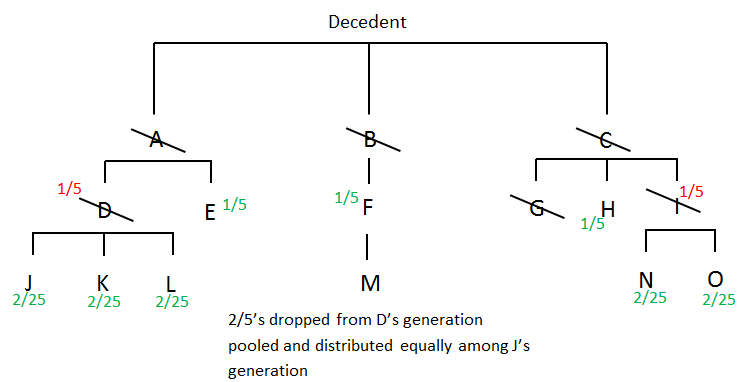 Decedent
A B C
1/5 1/5
D E 1/5 1/5 F G 1/5 H I
J K L M N O
2/25 2/25 2/25 2/25 2/25
2/5's dropped from D's generation
pooled and distributed equally among J's
generation